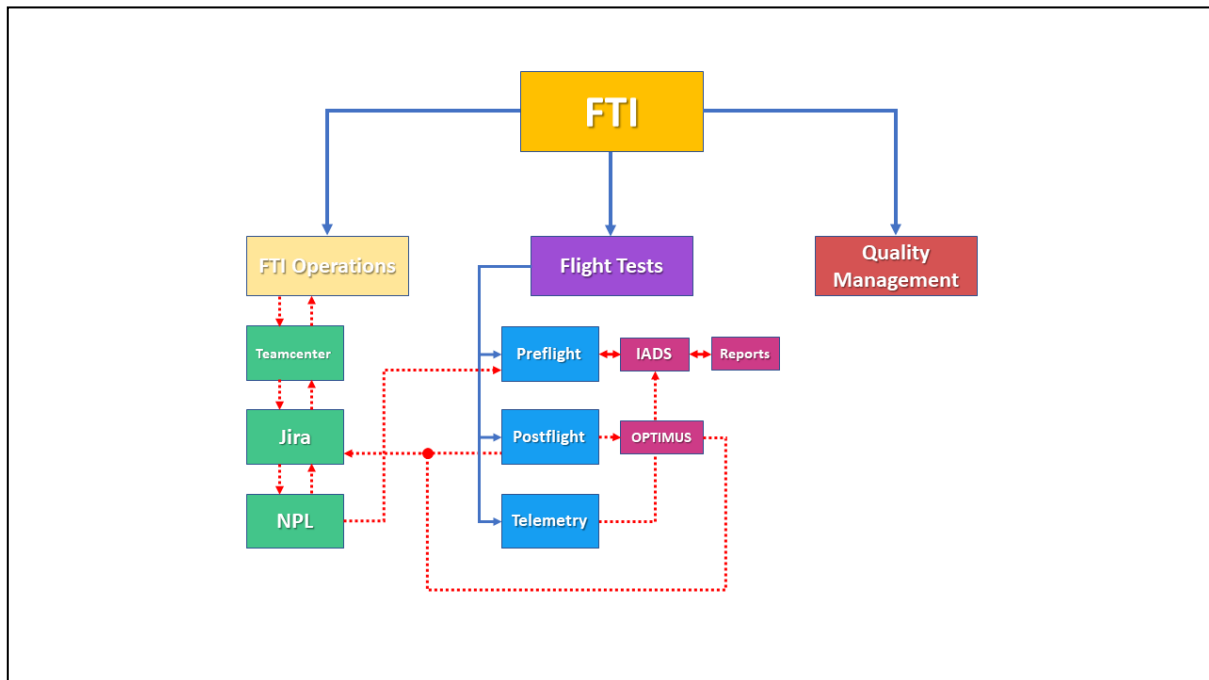 FTI
FTI Operations
Flight Tests
Quality
Management
Teamcenter
Preflight
IADS
Reports
Jira
Postflight
OPTIMUS
NPL
Telemetry